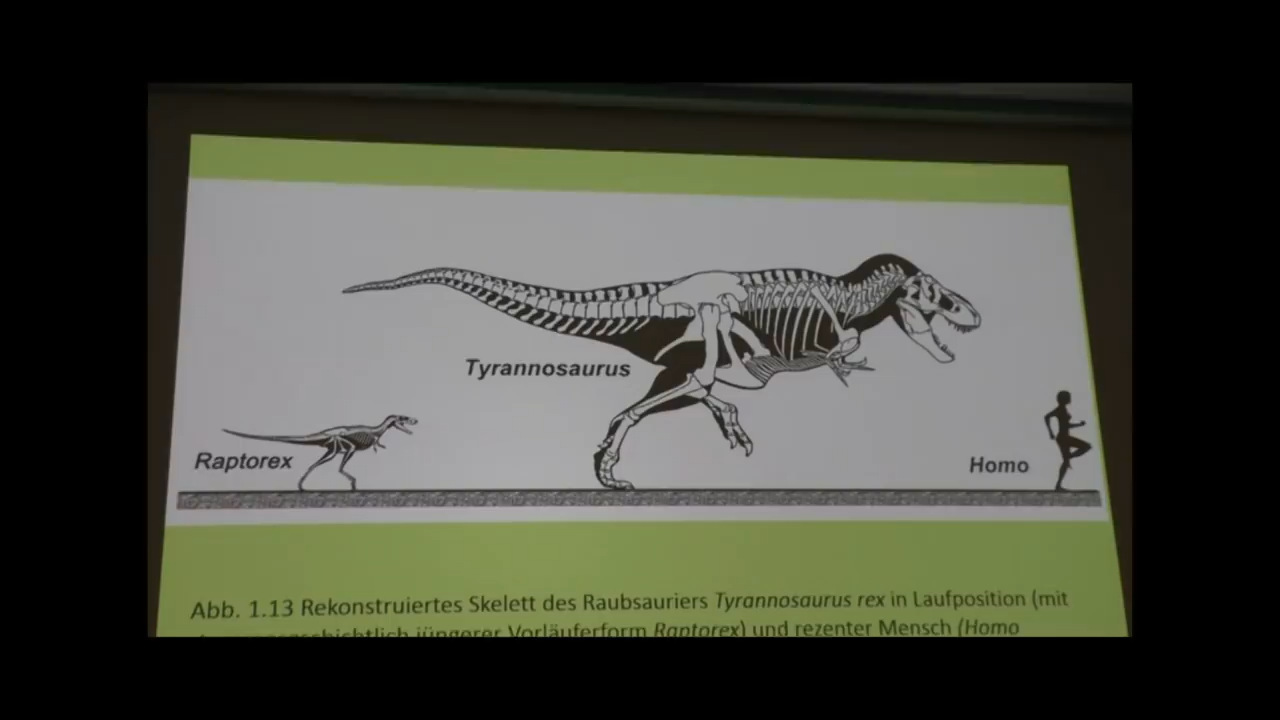 Tyrannosaurus
Raptorex
Homo
Abb. 1.13 Rekonstruiertes Skelett des Raubsauriers Tyrannosaurus rex in Laufposition (mit
jüngerer Vorläuferform Raptorex) und rezenter Mensch (Homo